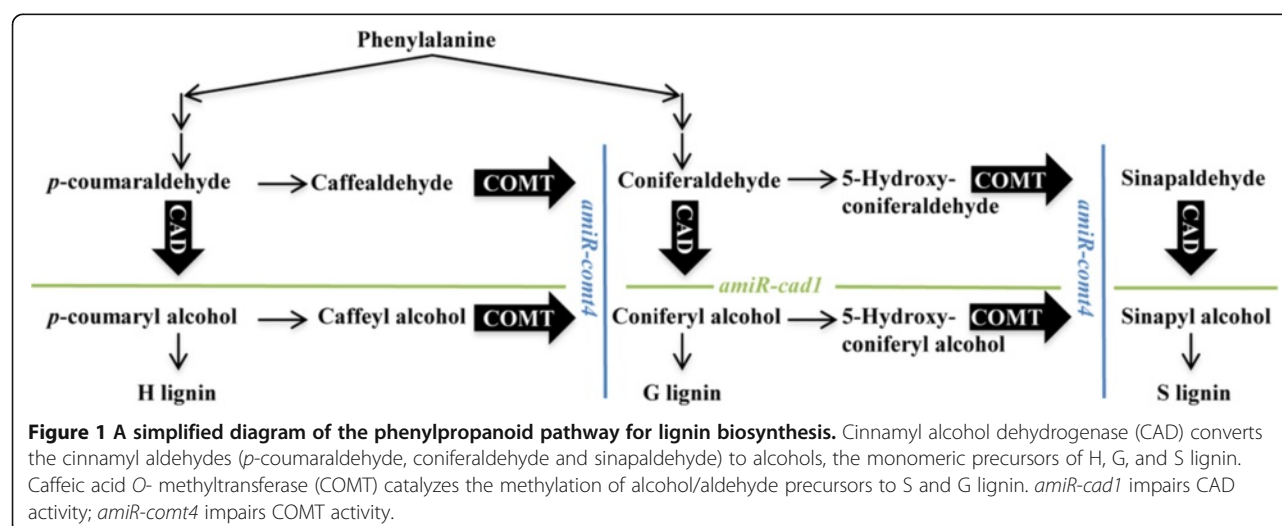 Phenylalanine
p-coumaraldehyde Caffealdehyde COMT Coniferaldehyde 5-Hydroxy-coniferaldehyde COMT Sinapaldehyde
CAD CAD CAD
amiR-comt4 amiR-comt4
amiR-cad1
p-coumaryl alcohol Caffeyl alcohol COMT Coniferyl alcohol 5-Hydroxy-coniferyl alcohol COMT Sinapyl alcohol
H lignin G lignin S lignin
Figure 1 A simplified diagram of the phenylpropanoid pathway for lignin biosynthesis. Cinnamyl alcohol dehydrogenase (CAD) converts
the cinnamyl aldehydes (p-coumaraldehyde, coniferaldehyde and sinapaldehyde) to alcohols, the monomeric precursors of H, G, and S lignin.
Caffeic acid O- methyltransferase (COMT) catalyzes the methylation of alcohol/aldehyde precursors to S and G lignin. amiR-cad1 impairs CAD
activity; amiR-comt4 impairs COMT activity.